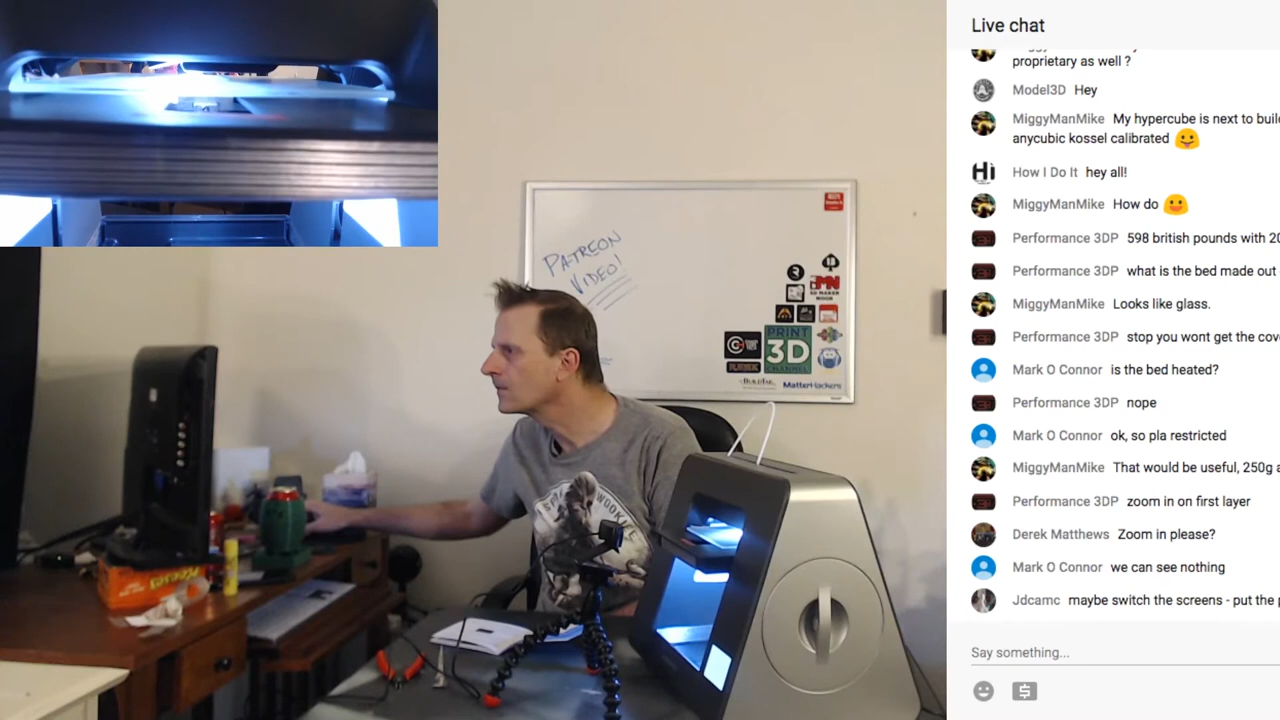 Live chat
proprietary as well ?
Model3D Hey
MiggyManMike My hypercube is next to
anycubic kossel calibrated
Hi How I Do It hey all!
MiggyManMike How do
Performance 3DP 598 british pounds with
Performance 3DP what is the bed made out
MiggyManMike Looks like glass.
Performance 3DP stop you wont get the
Mark O Connor is the bed heated?
Performance 3DP nope
Mark O Connor ok, so pla restricted
MiggyManMike That would be useful, 250g
Performance 3DP zoom in on first layer
Derek Matthews Zoom in please?
Mark O Connor we can see nothing
Jdcamc maybe switch the screens - put the
Say something...
PATREON
VIDEO!
PRINT
3D
CHANNEL
BUILDTAK
MatterHackers
WOOKIE